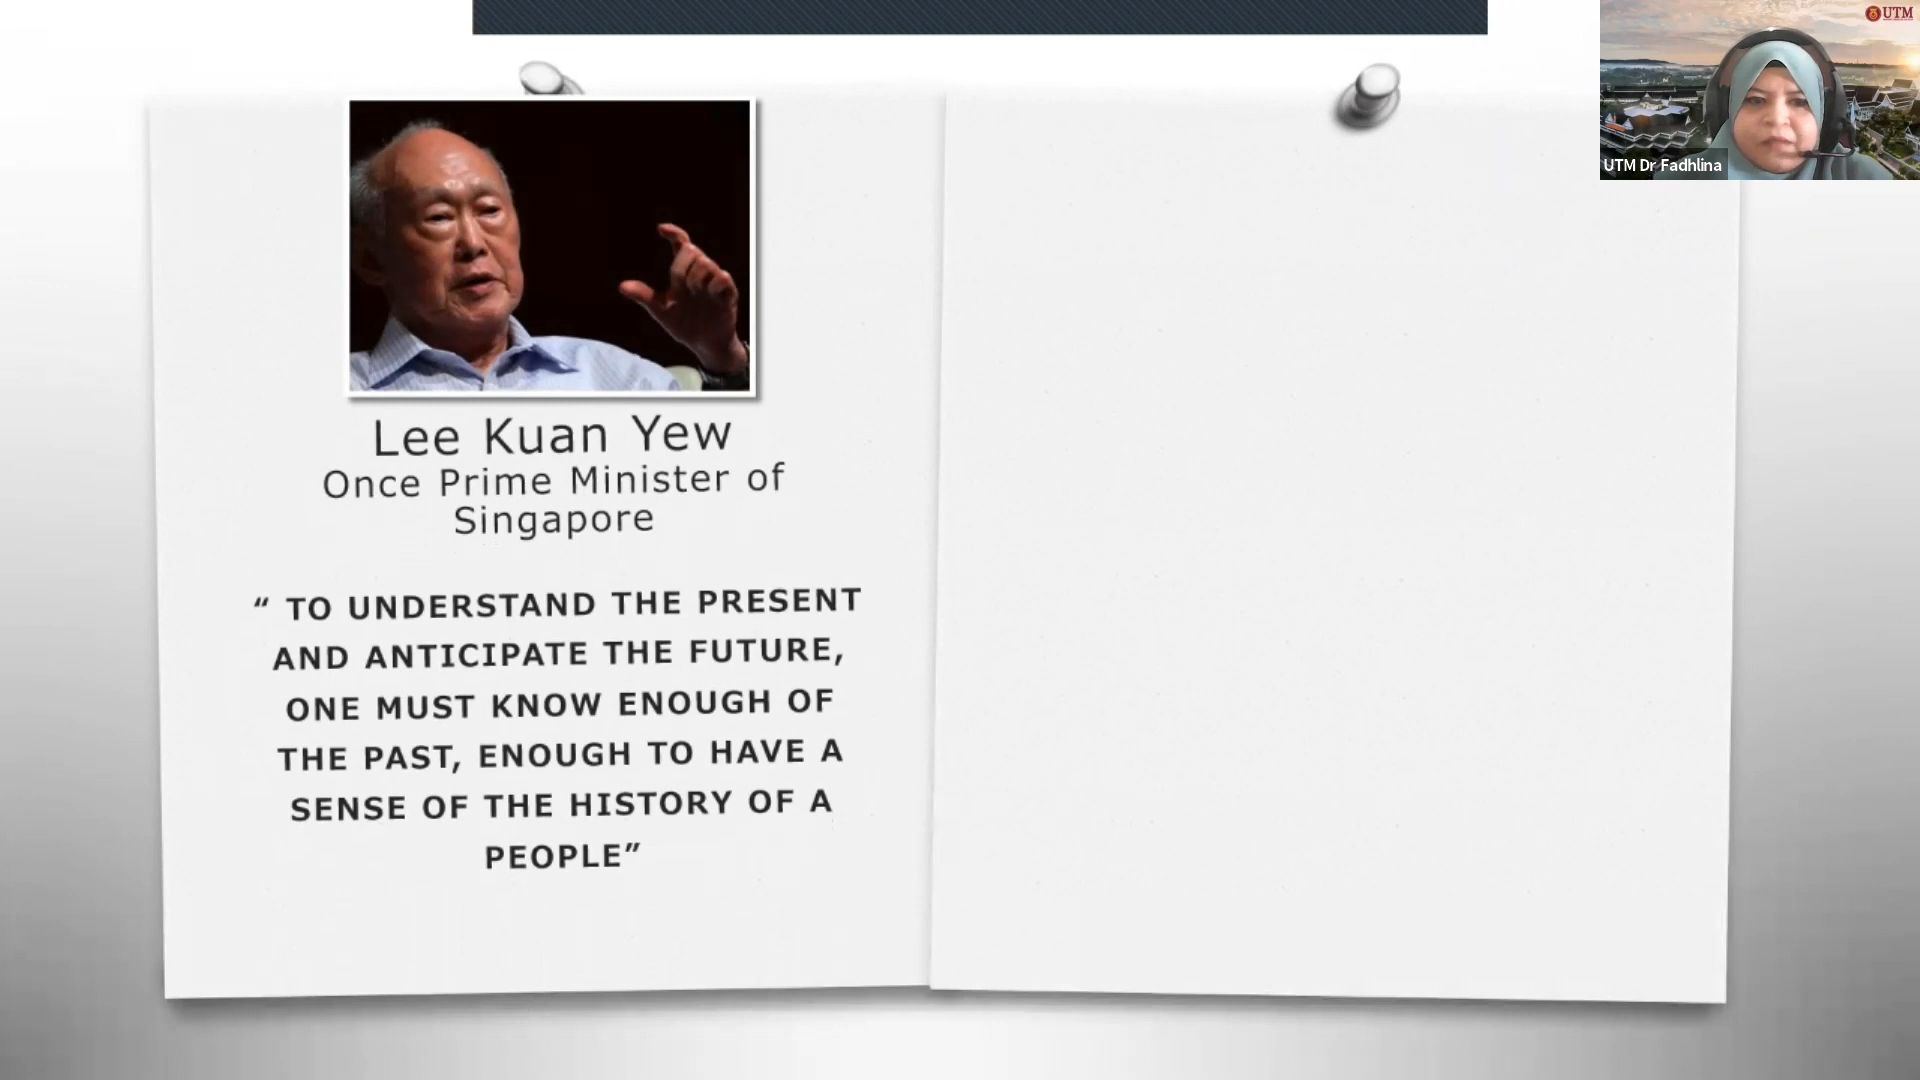 UTM
UTM Dr Fadhlina
Lee Kuan Yew
Once Prime Minister of
Singapore
“ TO UNDERSTAND THE PRESENT
AND ANTICIPATE THE FUTURE,
ONE MUST KNOW ENOUGH OF
THE PAST, ENOUGH TO HAVE A
SENSE OF THE HISTORY OF A
PEOPLE”